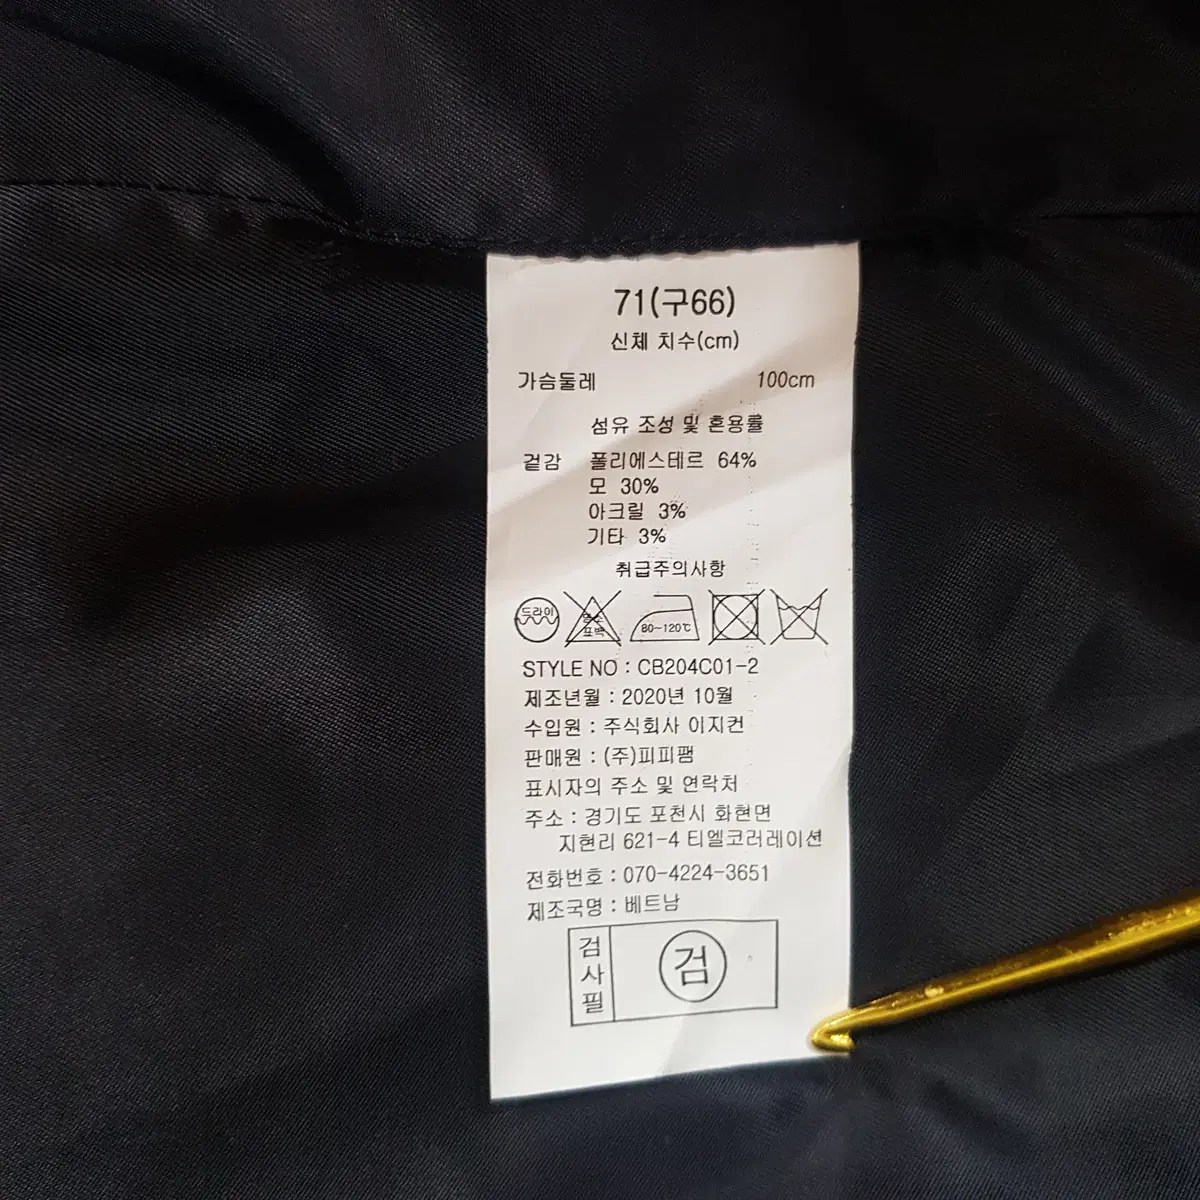 71(구66)
신체 치수(cm)
가슴둘레 100cm
섬유 조성 및 혼용률
겉감 폴리에스테르 64%
모 30%
아크릴 3%
기타 3%
취급주의사항
드라이 염소 표백 80~120℃
STYLE NO : CB204C01-2
제조년월 : 2020년 10월
수입원 : 주식회사 이지컨
판매원 : (주)피피팸
표시자의 주소 및 연락처
주소 : 경기도 포천시 화현면
지현리 621-4 티엘코러레이션
전화번호 : 070-4224-3651
제조국명 : 베트남
검사필 검